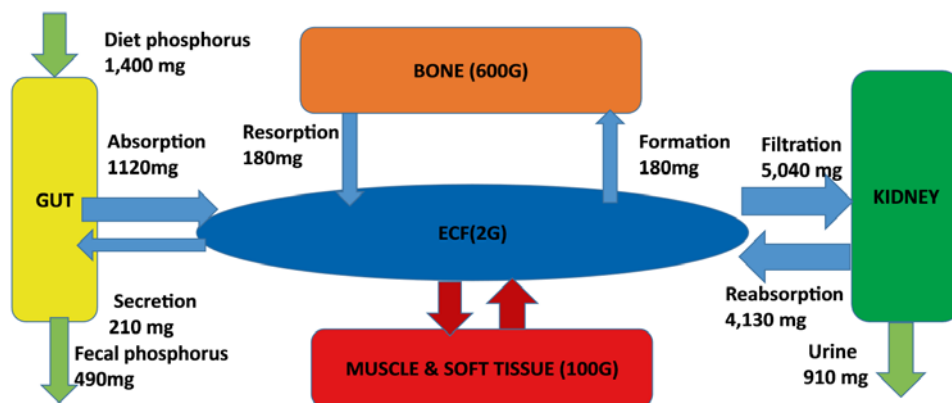 Diet phosphorus
1,400 mg
BONE (600G)
Absorption
1120mg
Resorption
180mg
Formation
180mg
Filtration
5,040 mg
GUT
KIDNEY
ECF(2G)
Secretion
210 mg
Fecal phosphorus
490mg
Reabsorption
4,130 mg
MUSCLE & SOFT TISSUE (100G)
Urine
910 mg